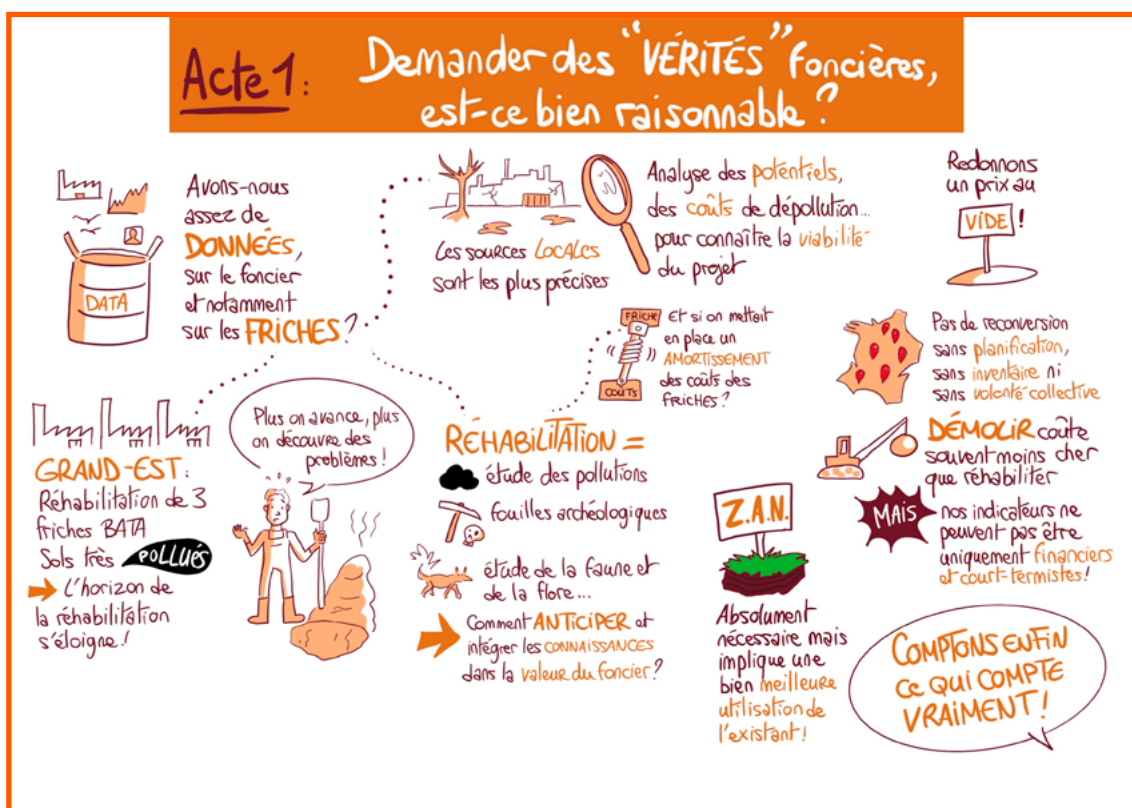 Acte 1 :
Demander des "VÉRITÉS" foncières,
est-ce bien raisonnable ?
DATA
Avons-nous
assez de
DONNÉES,
sur le foncier
et notamment
sur les FRICHES ?
Les sources LOCALES
sont les plus précises
Analyse des potentiels,
des coûts de dépollution...
pour connaître la viabilité
du projet
Redonnons
un prix au
VIDE !
FRICHE
COÛTS
Et si on mettait
en place un
AMORTISSEMENT
des coûts des
FRICHES ?
Pas de reconversion
sans planification,
sans inventaire ni
sans volonté collective
GRAND-EST :
Réhabilitation de 3
friches BATA
Sols très POLLUÉS
L'horizon de
la réhabilitation
s'éloigne !
Plus on avance, plus
on découvre des
problèmes !
RÉHABILITATION =
étude des pollutions
fouilles archéologiques
étude de la faune et
de la flore...
Comment ANTICIPER et
intégrer les CONNAISSANCES
dans la valeur du foncier ?
DÉMOLIR coûte
souvent moins cher
que réhabiliter
MAIS
nos indicateurs ne
peuvent pas être
uniquement financiers
et court-termistes !
Z.A.N.
Absolument
nécessaire mais
implique une
bien meilleure
utilisation de
l'existant !
COMPTONS ENFIN
CE QUI COMPTE
VRAIMENT !